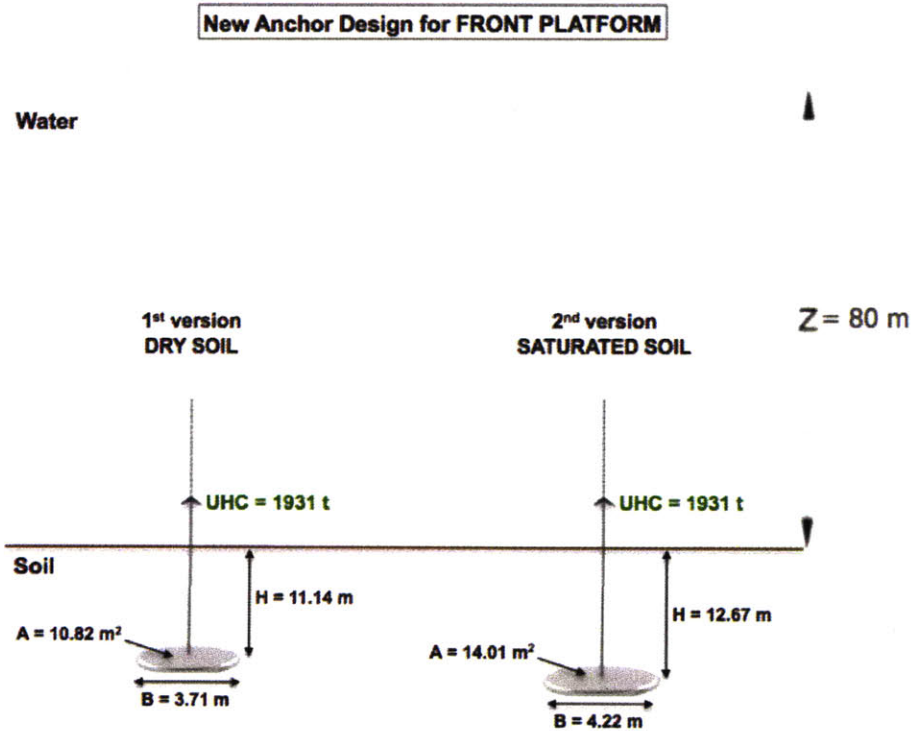 New Anchor Design for FRONT PLATFORM
Water
1st version
DRY SOIL
2nd version
SATURATED SOIL
Z = 80 m
UHC = 1931 t
UHC = 1931 t
Soil
H = 11.14 m
H = 12.67 m
A = 10.82 m²
A = 14.01 m²
B = 3.71 m
B = 4.22 m